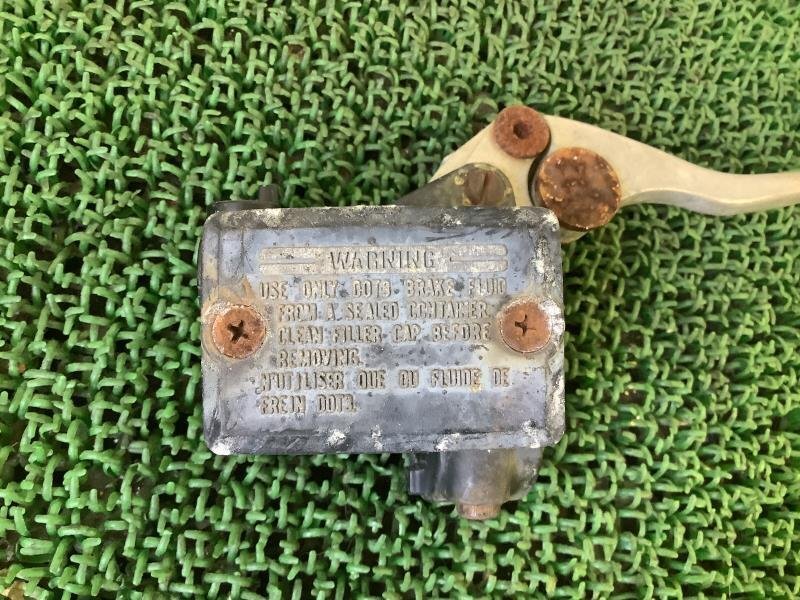 WARNING
USE ONLY DOT3 BRAKE FLUID
FROM A SEALED CONTAINER.
CLEAN FILLER CAP BEFORE
REMOVING.
N'UTILISER QUE DU FLUIDE DE
FREIN DOT3.